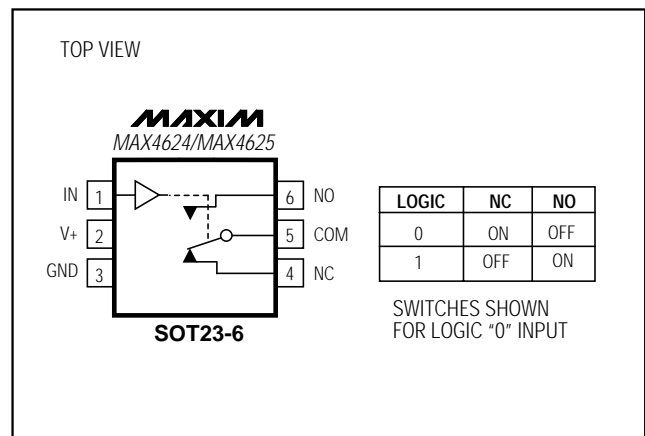 TOP VIEW
MAXIM
MAX4624/MAX4625
IN 1 6 NO
V+ 2 5 COM
GND 3 4 NC
SOT23-6
LOGIC NC NO
0 ON OFF
1 OFF ON
SWITCHES SHOWN
FOR LOGIC "0" INPUT